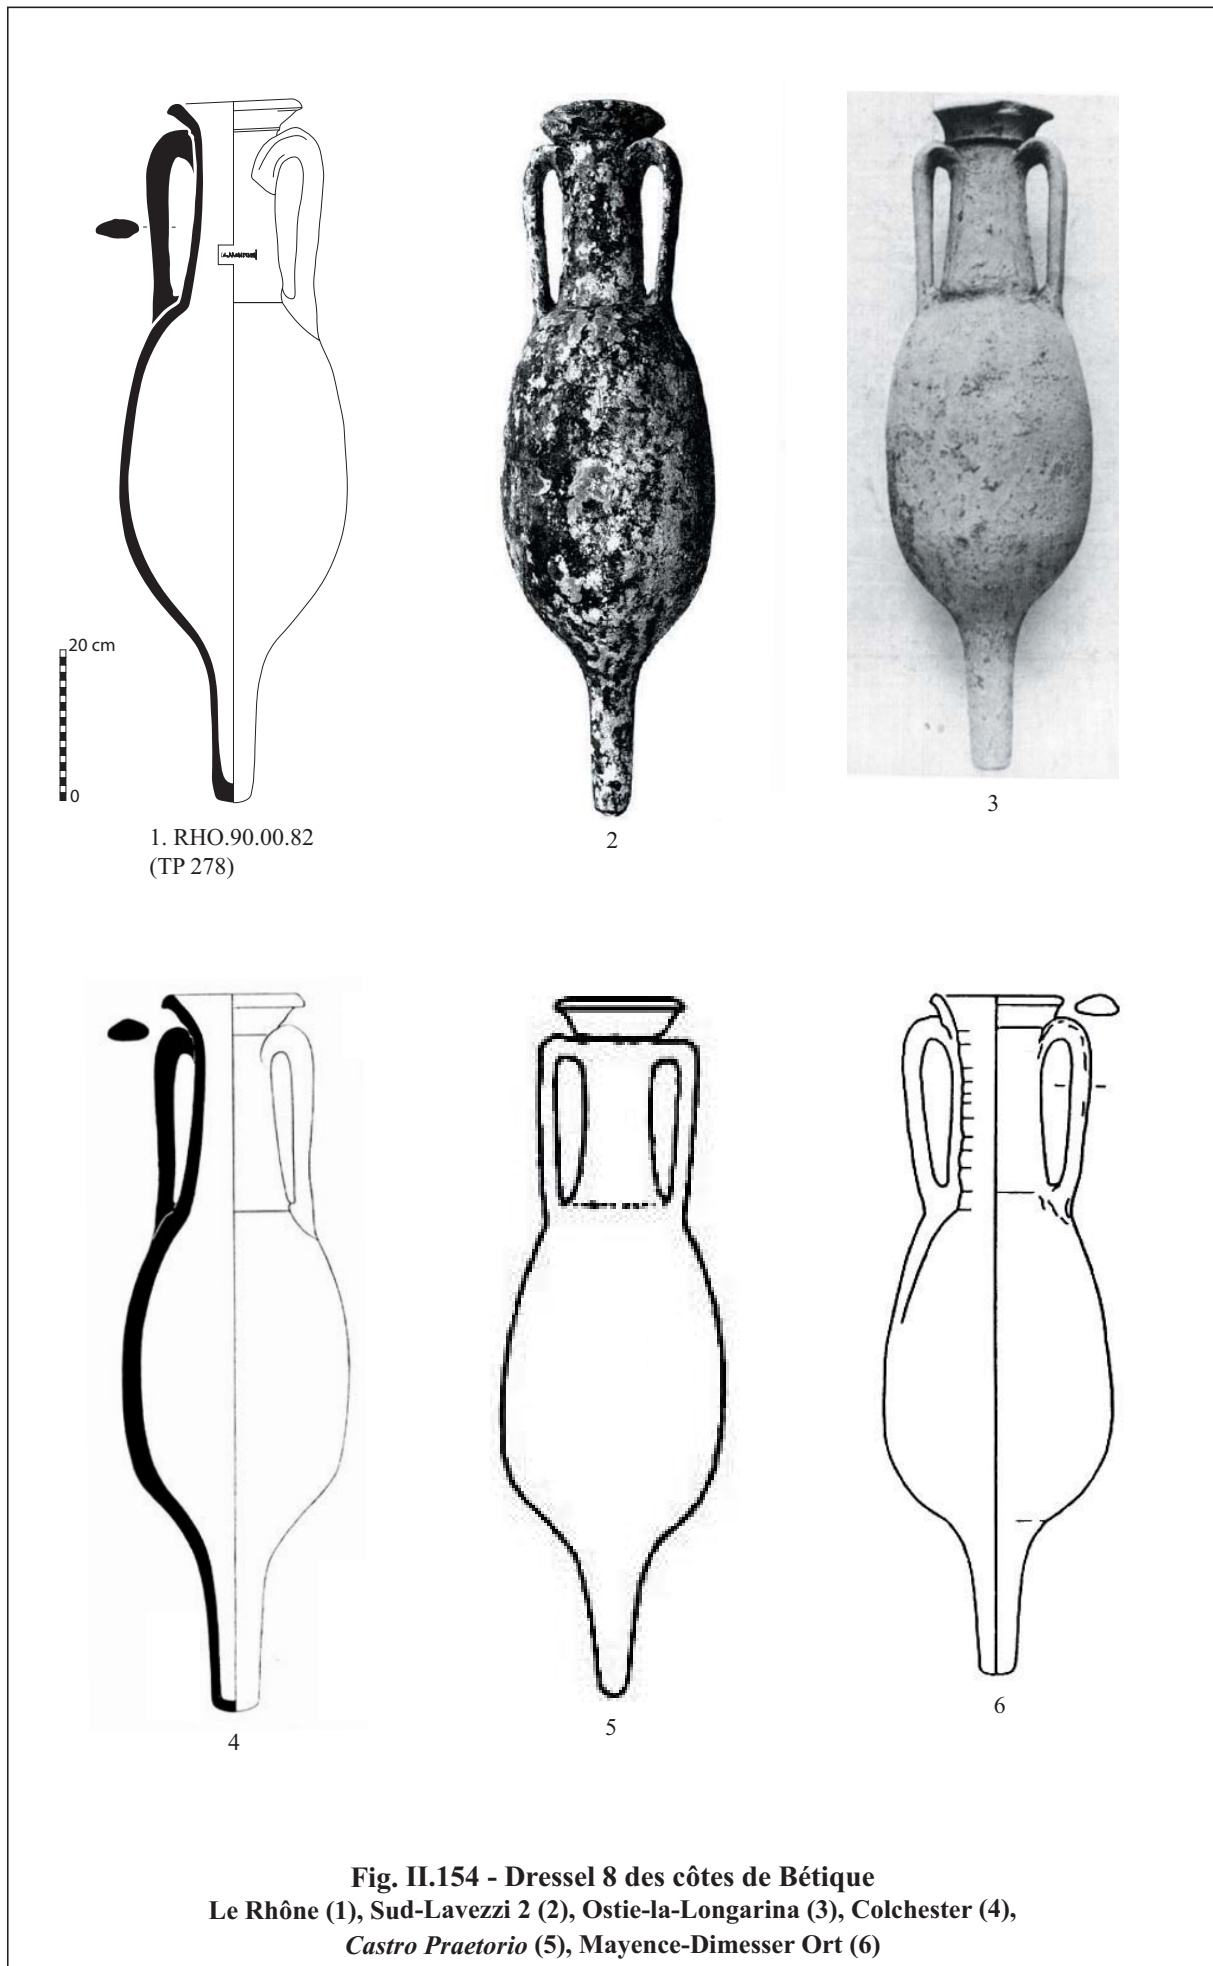 20 cm
0
1. RHO.90.00.82
(TP 278)
2
3
4
5
6
Fig. II.154 - Dressel 8 des côtes de Bétique
Le Rhône (1), Sud-Lavezzi 2 (2), Ostie-la-Longarina (3), Colchester (4),
Castro Praetorio (5), Mayence-Dimesser Ort (6)